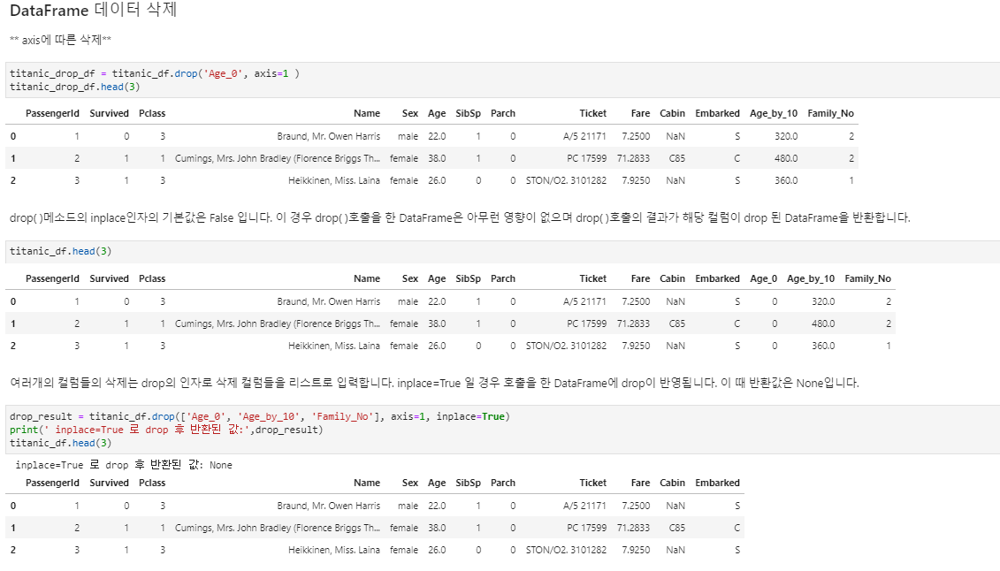 DataFrame 데이터 삭제
** axis에 따른 삭제**
titanic_drop_df = titanic_df.drop('Age_0', axis=1 )
titanic_drop_df.head(3)
PassengerId Survived Pclass Name Sex Age SibSp Parch Ticket Fare Cabin Embarked Age_by_10 Family_No
0 1 0 3 Braund, Mr. Owen Harris male 22.0 1 0 A/5 21171 7.2500 NaN S 320.0 2
1 2 1 1 Cumings, Mrs. John Bradley (Florence Briggs Th... female 38.0 1 0 PC 17599 71.2833 C85 C 480.0 2
2 3 1 3 Heikkinen, Miss. Laina female 26.0 0 0 STON/O2. 3101282 7.9250 NaN S 360.0 1
drop( )메소드의 inplace인자의 기본값은 False 입니다. 이 경우 drop( )호출을 한 DataFrame은 아무런 영향이 없으며 drop( )호출의 결과가 해당 컬럼이 drop 된 DataFrame을 반환합니다.
titanic_df.head(3)
PassengerId Survived Pclass Name Sex Age SibSp Parch Ticket Fare Cabin Embarked Age_0 Age_by_10 Family_No
0 1 0 3 Braund, Mr. Owen Harris male 22.0 1 0 A/5 21171 7.2500 NaN S 0 320.0 2
1 2 1 1 Cumings, Mrs. John Bradley (Florence Briggs Th... female 38.0 1 0 PC 17599 71.2833 C85 C 0 480.0 2
2 3 1 3 Heikkinen, Miss. Laina female 26.0 0 0 STON/O2. 3101282 7.9250 NaN S 0 360.0 1
여러개의 컬럼들의 삭제는 drop의 인자로 삭제 컬럼들을 리스트로 입력합니다. inplace=True 일 경우 호출을 한 DataFrame에 drop이 반영됩니다. 이 때 반환값은 None입니다.
drop_result = titanic_df.drop(['Age_0', 'Age_by_10', 'Family_No'], axis=1, inplace=True)
print(' inplace=True 로 drop 후 반환된 값:',drop_result)
titanic_df.head(3)
inplace=True 로 drop 후 반환된 값: None
PassengerId Survived Pclass Name Sex Age SibSp Parch Ticket Fare Cabin Embarked
0 1 0 3 Braund, Mr. Owen Harris male 22.0 1 0 A/5 21171 7.2500 NaN S
1 2 1 1 Cumings, Mrs. John Bradley (Florence Briggs Th... female 38.0 1 0 PC 17599 71.2833 C85 C
2 3 1 3 Heikkinen, Miss. Laina female 26.0 0 0 STON/O2. 3101282 7.9250 NaN S